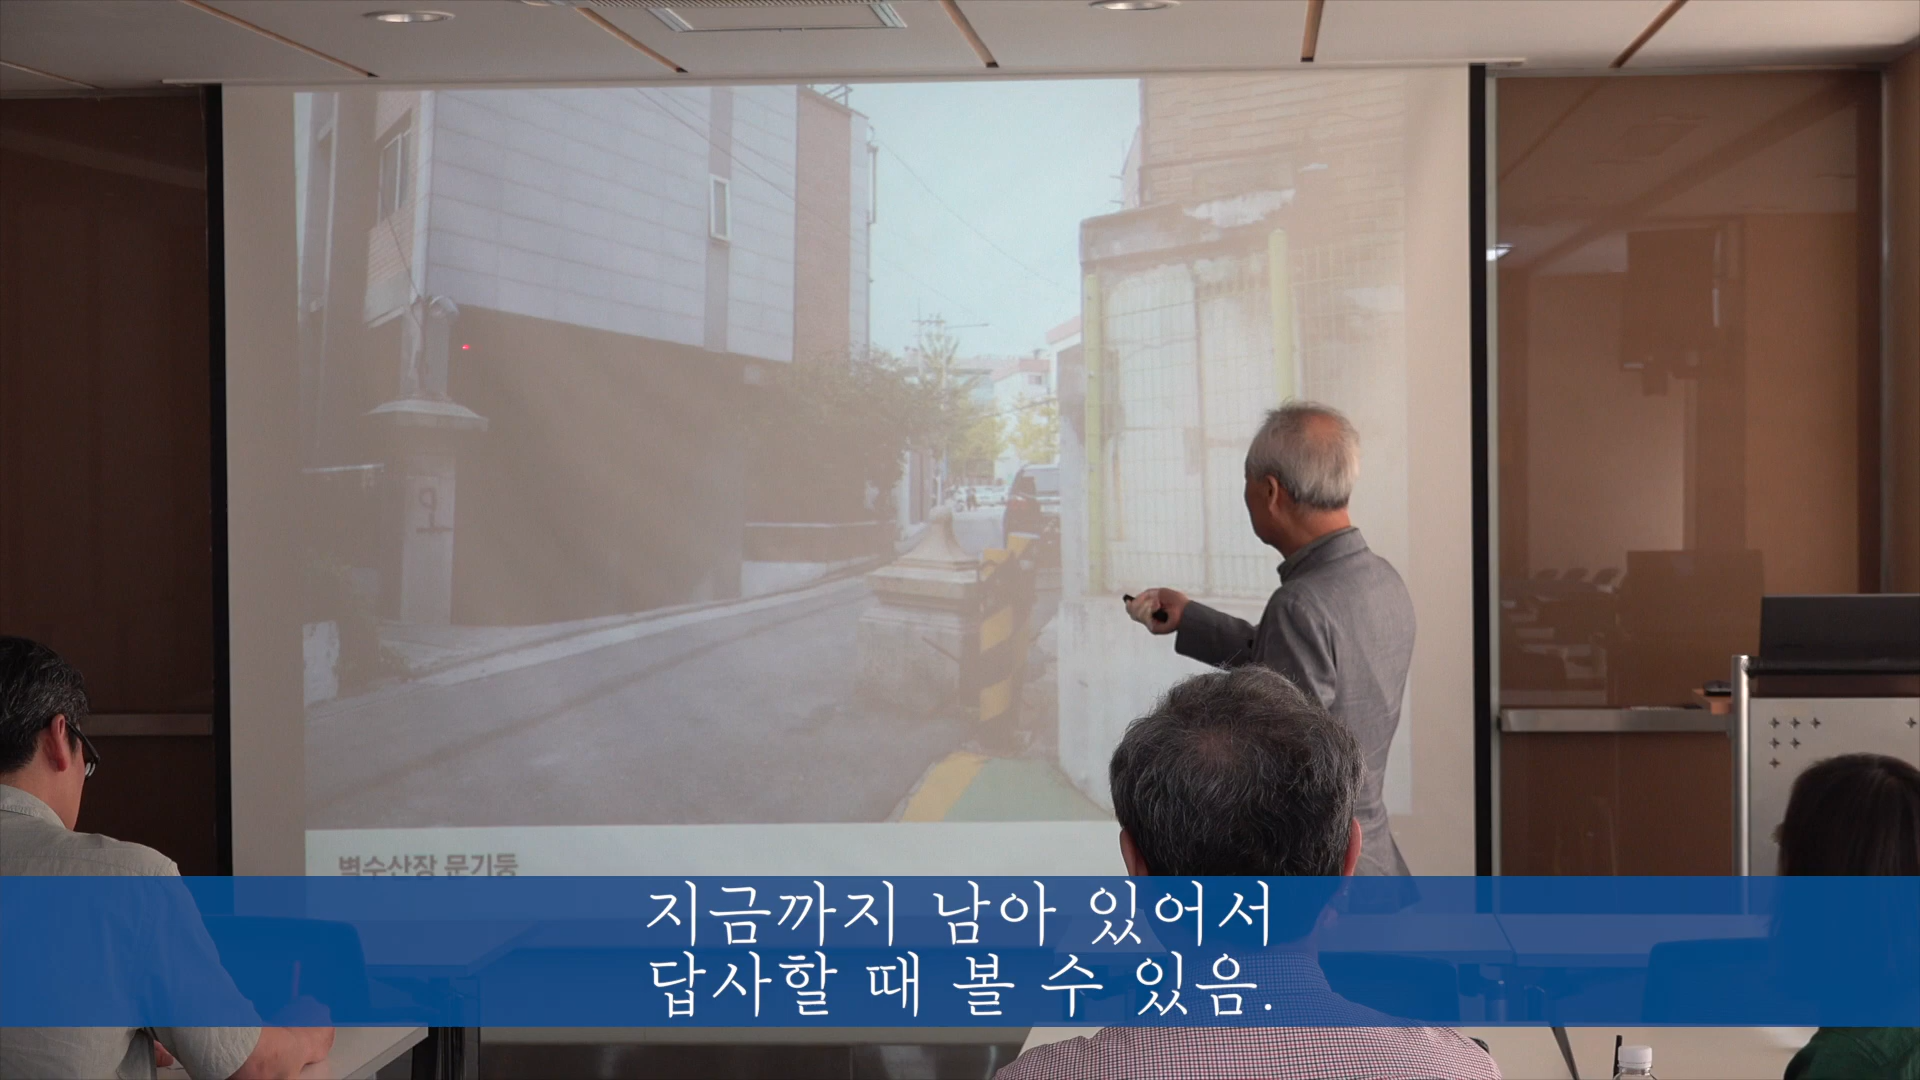 벽수산장 문기둥
지금까지 남아 있어서
답사할 때 볼 수 있음.